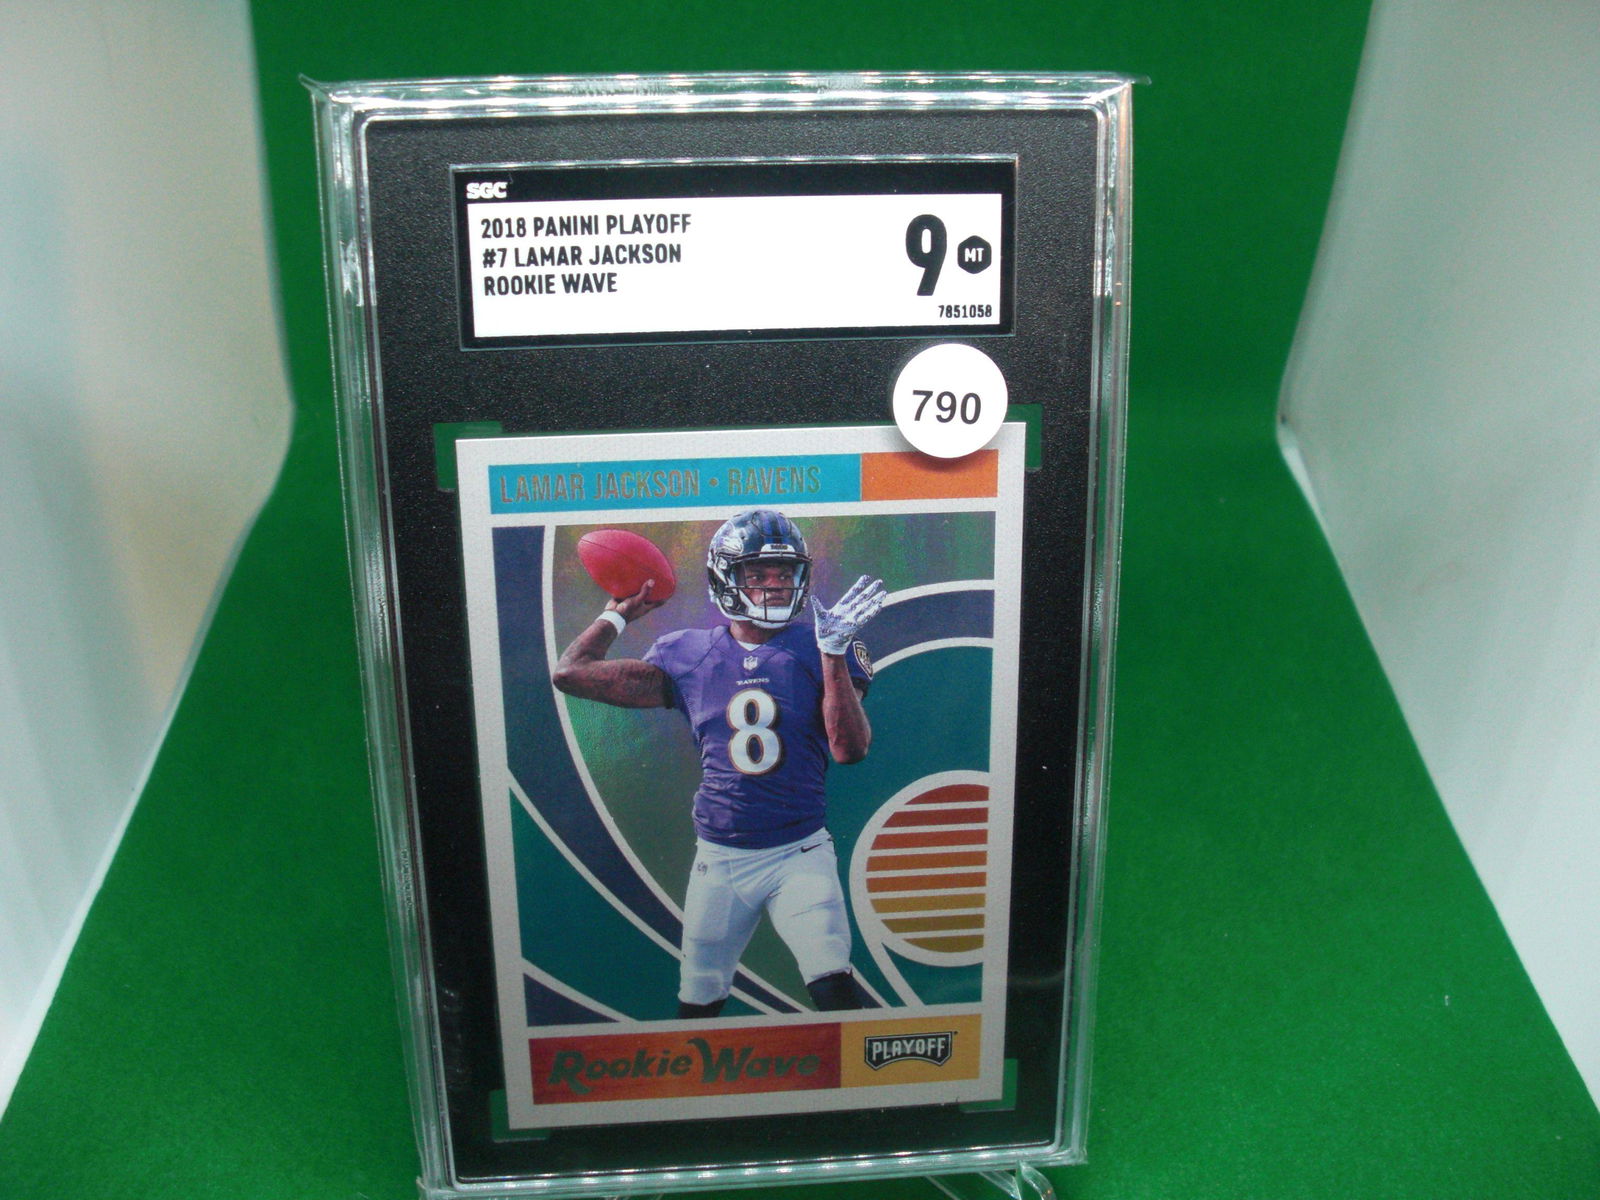 SGC
2018 PANINI PLAYOFF
#7 LAMAR JACKSON
ROOKIE WAVE
9 MT
7851058
790
LAMAR JACKSON • RAVENS
RAVENS
8
Rookie Wave
PLAYOFF